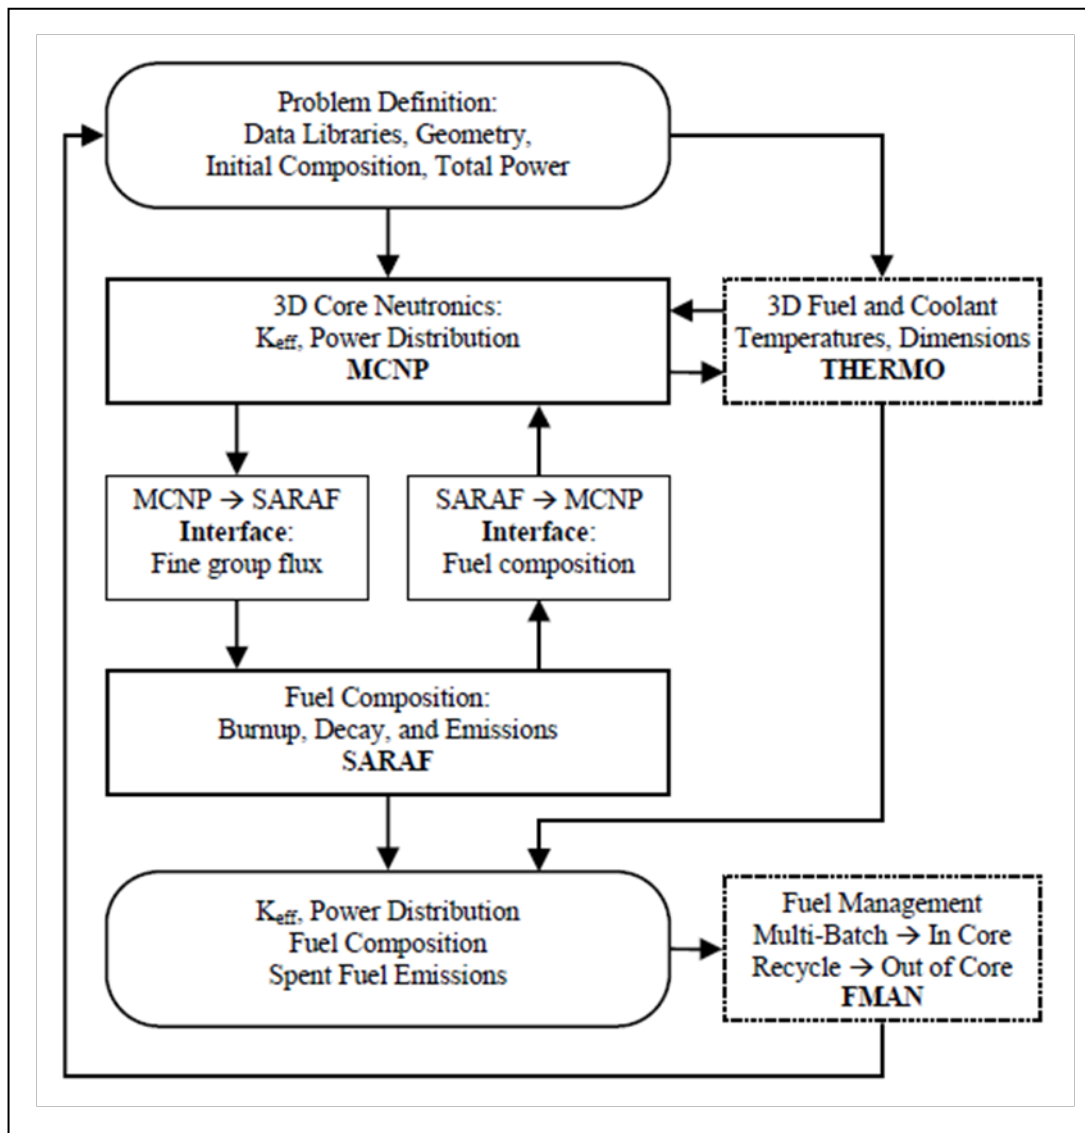 Problem Definition:
Data Libraries, Geometry,
Initial Composition, Total Power
3D Core Neutronics:
Keff, Power Distribution
MCNP
3D Fuel and Coolant
Temperatures, Dimensions
THERMO
MCNP → SARAF
Interface:
Fine group flux
SARAF → MCNP
Interface:
Fuel composition
Fuel Composition:
Burnup, Decay, and Emissions
SARAF
Keff, Power Distribution
Fuel Composition
Spent Fuel Emissions
Fuel Management
Multi-Batch → In Core
Recycle → Out of Core
FMAN